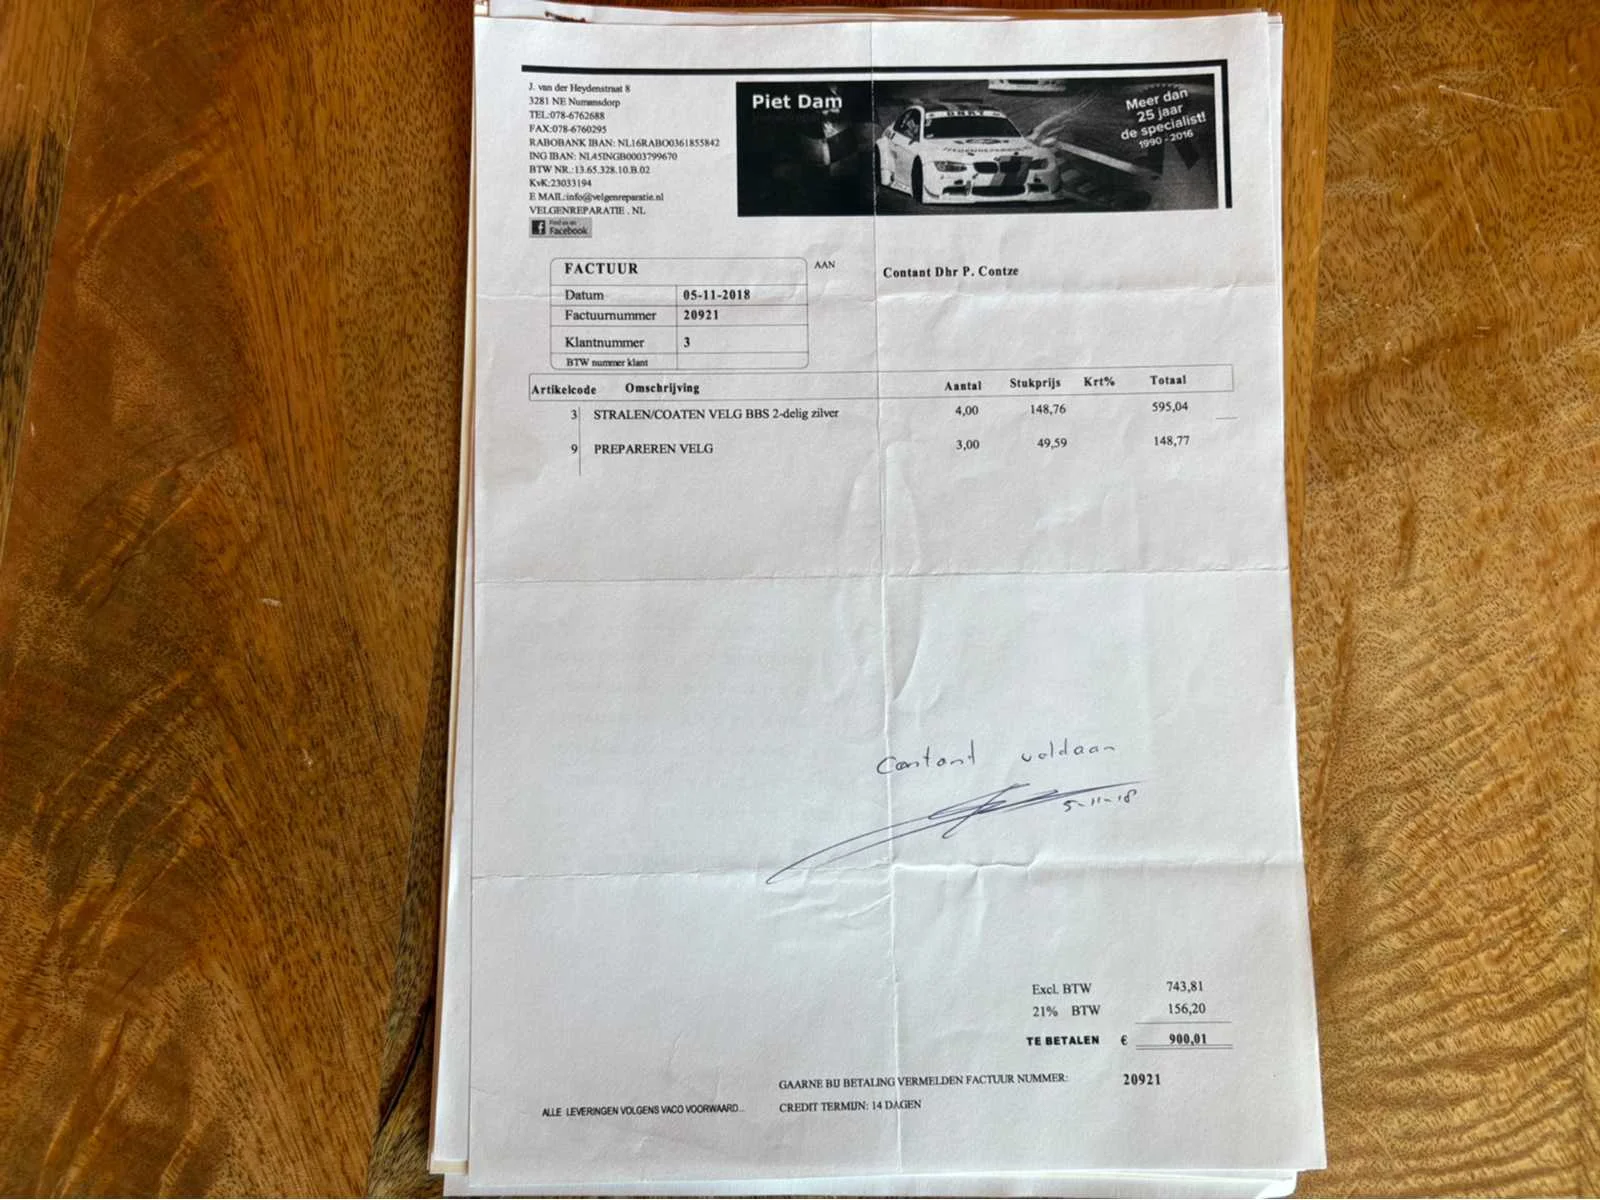 J. van der Heydenstraat 8
3281 NE Numansdorp
TEL:078-6762688
FAX:078-6760295
RABOBANK IBAN: NL16RABO0361855842
ING IBAN: NL45INGB0003799670
BTW NR.:13.65.328.10.B.02
KvK:23033194
E MAIL:info@velgenreparatie.nl
VELGENREPARATIE . NL
Find us on
Facebook
Piet Dam
Meer dan
25 jaar
de specialist!
1990 - 2016
FACTUUR
AAN
Contant Dhr P. Contze
Datum 05-11-2018
Factuurnummer 20921
Klantnummer 3
BTW nummer klant
Artikelcode Omschrijving Aantal Stukprijs Krt% Totaal
3 STRALEN/COATEN VELG BBS 2-delig zilver 4,00 148,76 595,04
9 PREPAREREN VELG 3,00 49,59 148,77
Contant voldaan
5-11-18
Excl. BTW 743,81
21% BTW 156,20
TE BETALEN € 900,01
GAARNE BIJ BETALING VERMELDEN FACTUUR NUMMER: 20921
ALLE LEVERINGEN VOLGENS VACO VOORWAARD... CREDIT TERMIJN: 14 DAGEN